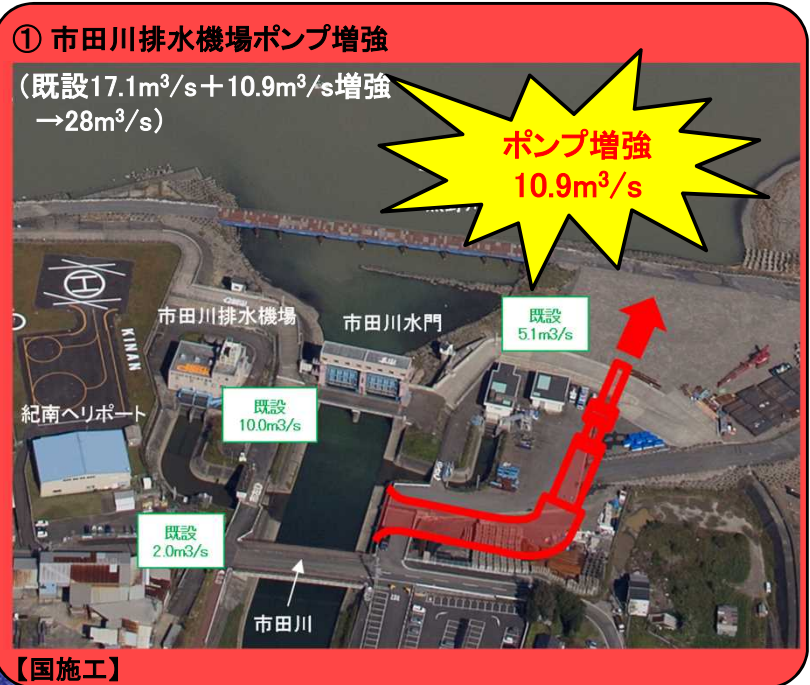 ① 市田川排水機場ポンプ増強
（既設17.1m³/s＋10.9m³/s増強
→28m³/s）
ポンプ増強
10.9m³/s
市田川排水機場
市田川水門
既設
5.1m3/s
H
KINAN
紀南ヘリポート
既設
10.0m3/s
既設
2.0m3/s
市田川
【国施工】